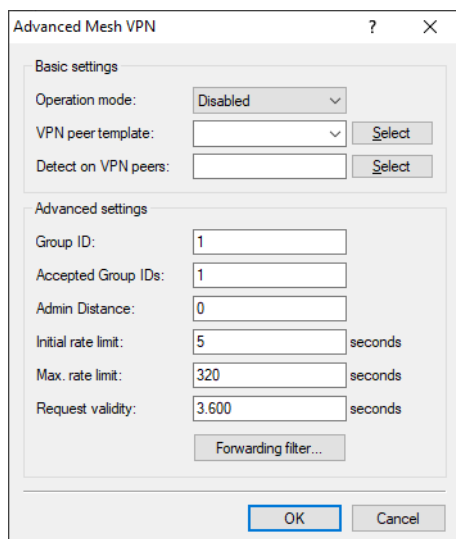 Advanced Mesh VPN ?
Basic settings
Operation mode: Disabled
VPN peer template: Select
Detect on VPN peers: Select
Advanced settings
Group ID: 1
Accepted Group IDs: 1
Admin Distance: 0
Initial rate limit: 5 seconds
Max. rate limit: 320 seconds
Request validity: 3.600 seconds
Forwarding filter...
OK Cancel